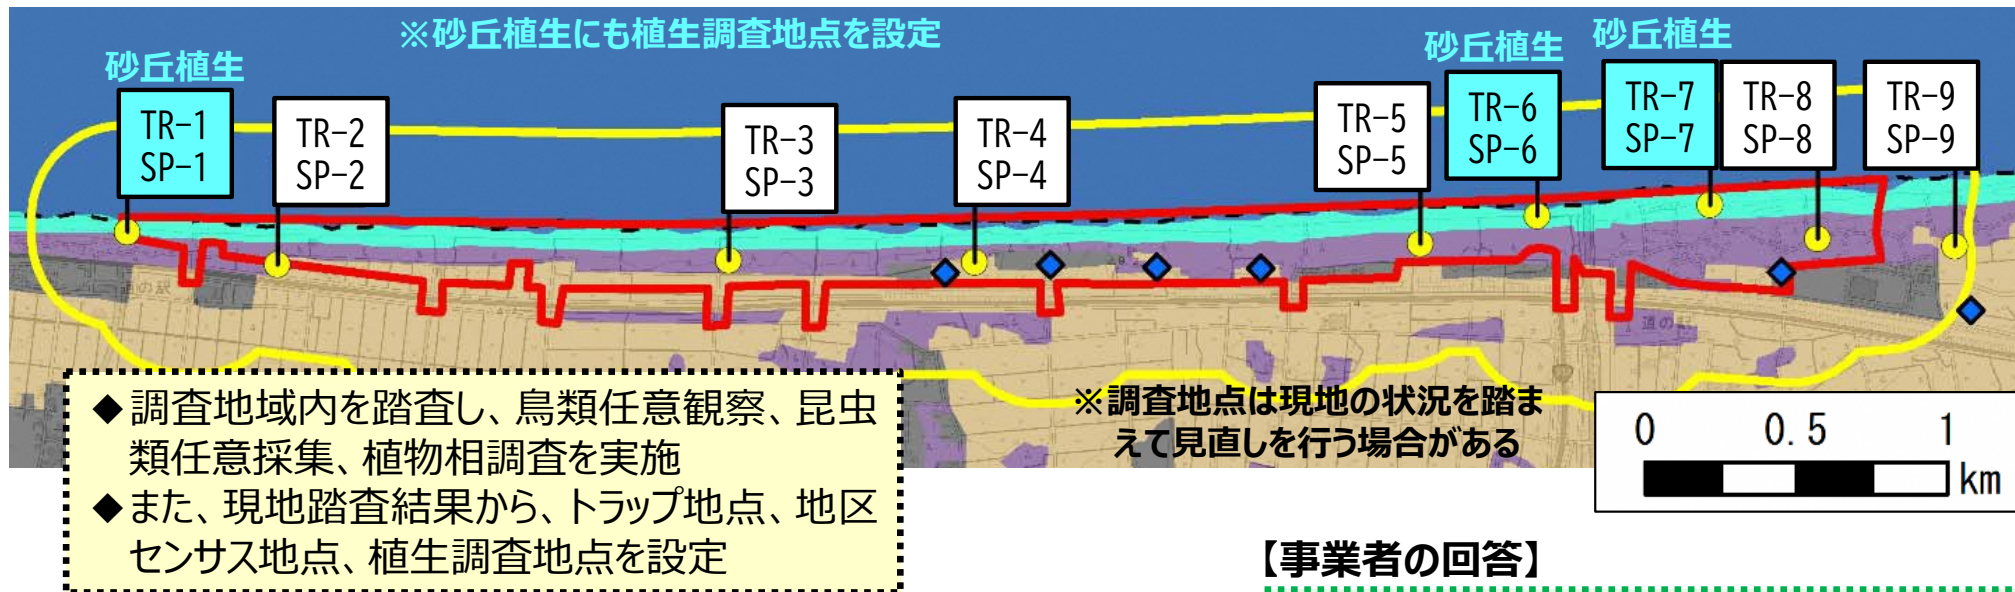 ※砂丘植生にも植生調査地点を設定
砂丘植生
砂丘植生
砂丘植生
TR-1
SP-1
TR-2
SP-2
TR-3
SP-3
TR-4
SP-4
TR-5
SP-5
TR-6
SP-6
TR-7
SP-7
TR-8
SP-8
TR-9
SP-9
道の駅
道の駅
◆調査地域内を踏査し、鳥類任意観察、昆虫
類任意採集、植物相調査を実施
◆また、現地踏査結果から、トラップ地点、地区
センサス地点、植生調査地点を設定
※調査地点は現地の状況を踏ま
えて見直しを行う場合がある
0 0.5 1
km
【事業者の回答】